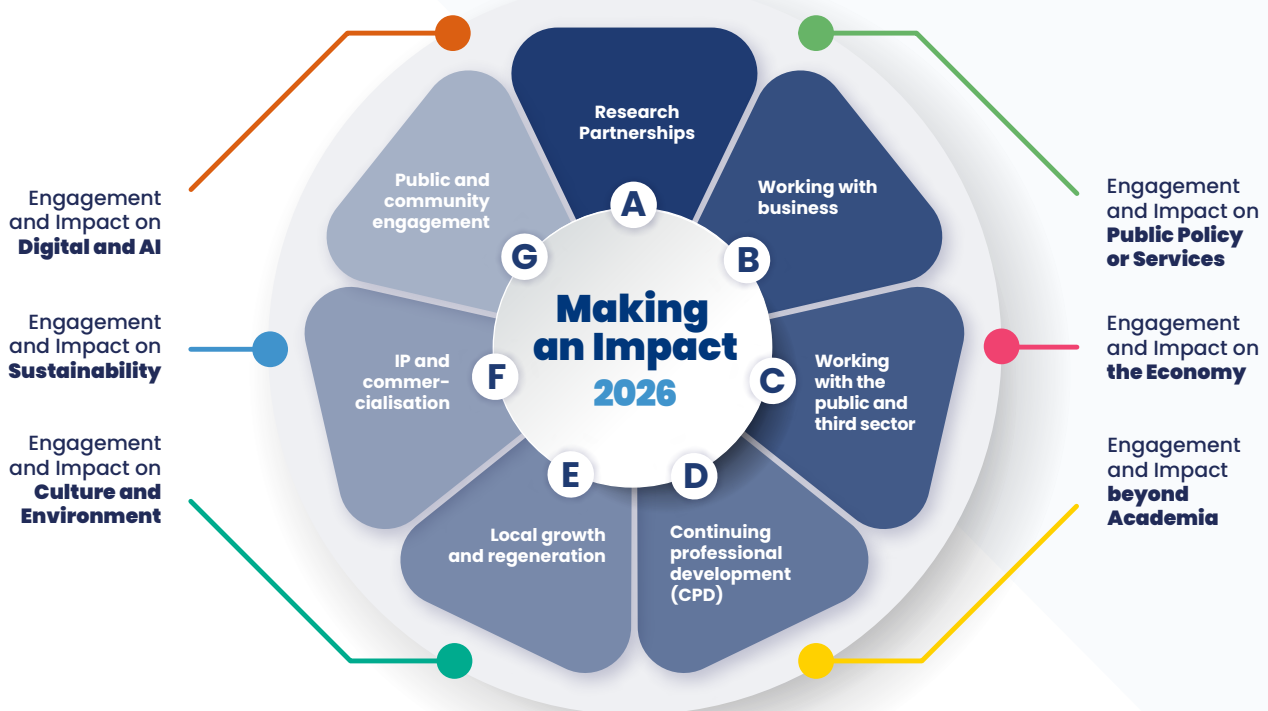 Research
Partnerships
A
Working with
business
B
Working
with the
public and
third sector
C
Continuing
professional
development
(CPD)
D
Local growth
and regeneration
E
IP and
commer-
cialisation
F
Public and
community
engagement
G
Making
an Impact
2026
Engagement
and Impact on
Digital and AI
Engagement
and Impact on
Sustainability
Engagement
and Impact on
Culture and
Environment
Engagement
and Impact on
Public Policy
or Services
Engagement
and Impact on
the Economy
Engagement
and Impact
beyond
Academia